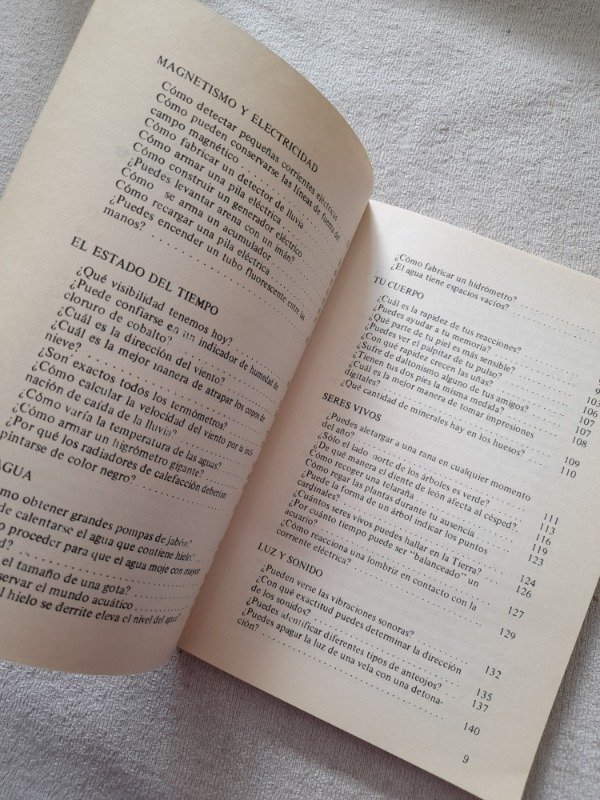 MAGNETISMO Y ELECTRICIDAD
Cómo detectar pequeñas corrientes eléctricas
Cómo pueden conservarse las líneas de fuerza del
campo magnético
Cómo fabricar un detector de lluvia
Cómo armar una pila eléctrica
Cómo construir un generador eléctrico
¿Puedes levantar arena con un imán?
Cómo se arma un acumulador
Cómo recargar una pila eléctrica
¿Puedes encender un tubo fluorescente entre las
manos?
EL ESTADO DEL TIEMPO
¿Qué visibilidad tenemos hoy?
¿Puede confiarse en un indicador de humedad de
cloruro de cobalto?
¿Cuál es la dirección del viento?
¿Cuál es la mejor manera de atrapar los copos de
nieve?
¿Son exactos todos los termómetros?
¿Cómo calcular la velocidad del viento por la incli-
nación de caída de la lluvia?
¿Cómo varía la temperatura de las aguas?
¿Cómo armar un higrómetro gigante?
¿Por qué los radiadores de calefacción deberían
pintarse de color negro?
AGUA
Cómo obtener grandes pompas de jabón?
de calentarse el agua que contiene hielo?
procedер para que el agua moje con mayor
el tamaño de una gota?
servar el mundo acuático
l hielo se derrite eleva el nivel del agua?
¿Cómo fabricar un hidrómetro?
¿El agua tiene espacios vacíos?
TU CUERPO
¿Cuál es la rapidez de tus reacciones?
¿Puedes ayudar a tu memoria?
¿Qué parte de tu piel es más sensible?
¿Puedes ver el palpitar de tu pulso?
¿Con qué rapidez crecen las uñas?
¿Sufre de daltonismo alguno de tus amigos?
¿Tienen tus dos pies la misma medida?
¿Cuál es la mejor manera de tomar impresiones
digitales?
¿Qué cantidad de minerales hay en los huesos?
103
106
106
107
107
108
109
110
SERES VIVOS
¿Puedes aletargar a una rana en cualquier momento
del año? 111
¿Sólo el lado norte de los árboles es verde? 113
¿De qué manera el diente de león afecta al césped? 116
Cómo recoger una telaraña 119
Cómo regar las plantas durante tu ausencia 121
¿Puede la forma de un árbol indicar los puntos
cardinales? 123
¿Cuántos seres vivos puedes hallar en la Tierra? 124
¿Por cuánto tiempo puede ser "balanceado" un
acuario? 126
¿Cómo reacciona una lombriz en contacto con la 127
corriente eléctrica? 129
LUZ Y SONIDO
¿Pueden verse las vibraciones sonoras? 132
¿Con qué exactitud puedes determinar la dirección
de los sonidos? 135
¿Puedes identificar diferentes tipos de anteojos? 137
¿Puedes apagar la luz de una vela con una detona-
ción? 140
9